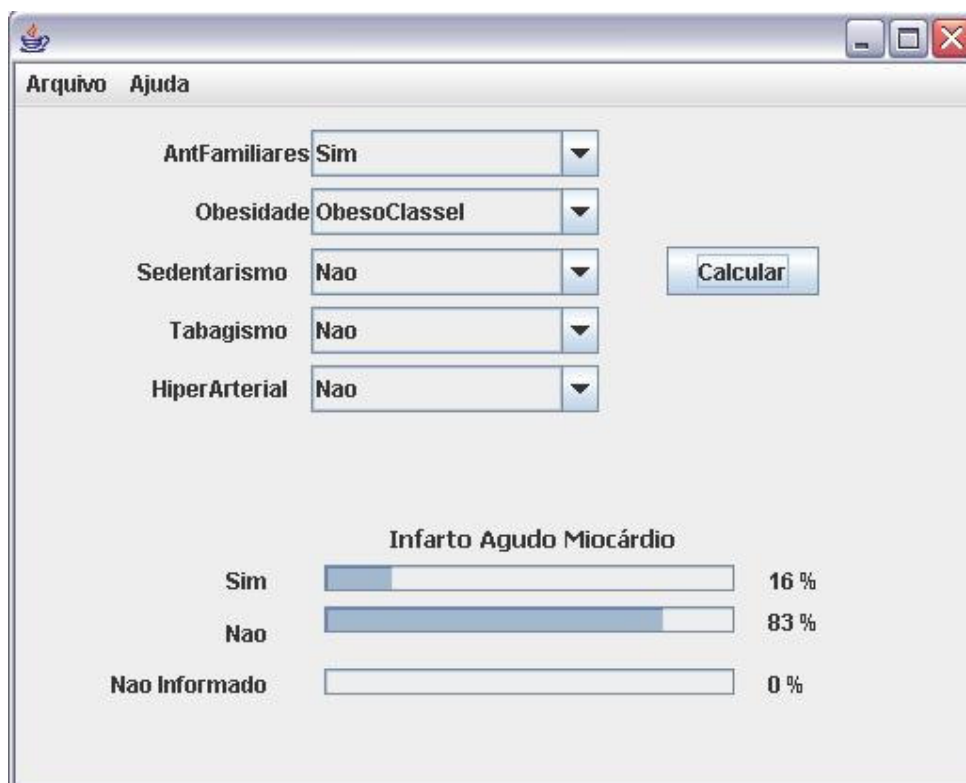 Arquivo Ajuda
AntFamiliares Sim
Obesidade ObesoClasseI
Sedentarismo Nao
Calcular
Tabagismo Nao
HiperArterial Nao
Infarto Agudo Miocárdio
Sim 16 %
Nao 83 %
Nao Informado 0 %